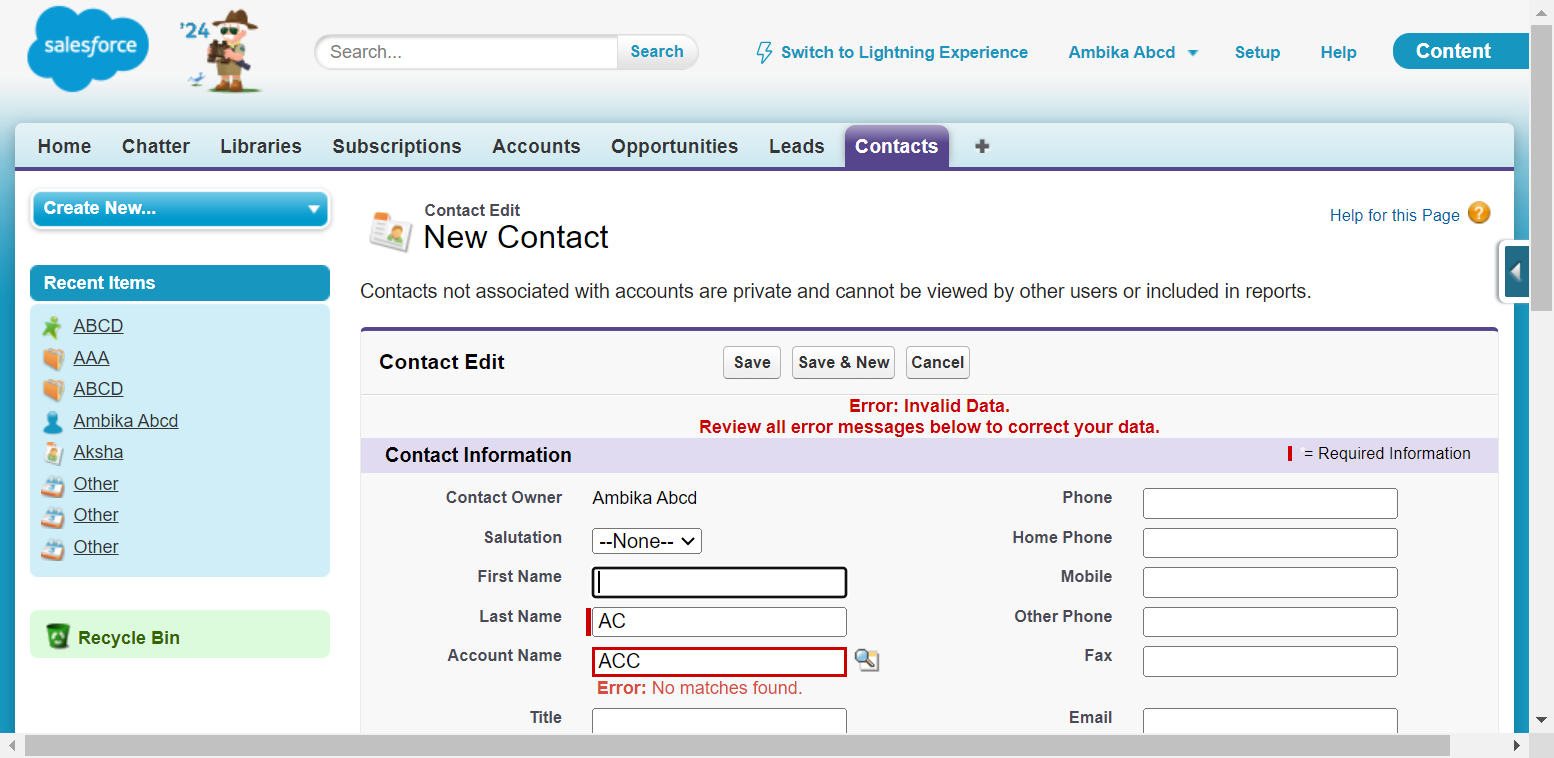 salesforce
'24
Search...
Search
Switch to Lightning Experience
Ambika Abcd
Setup
Help
Content
Home
Chatter
Libraries
Subscriptions
Accounts
Opportunities
Leads
Contacts
Create New...
Contact Edit
New Contact
Help for this Page
?
Recent Items
ABCD
AAA
ABCD
Ambika Abcd
Aksha
Other
Other
Other
Recycle Bin
Contacts not associated with accounts are private and cannot be viewed by other users or included in reports.
Contact Edit
Save
Save & New
Cancel
Error: Invalid Data.
Review all error messages below to correct your data.
Contact Information
= Required Information
Contact Owner Ambika Abcd
Phone
Salutation --None--
Home Phone
First Name
Mobile
Last Name AC
Other Phone
Account Name ACC
Fax
Error: No matches found.
Title
Email